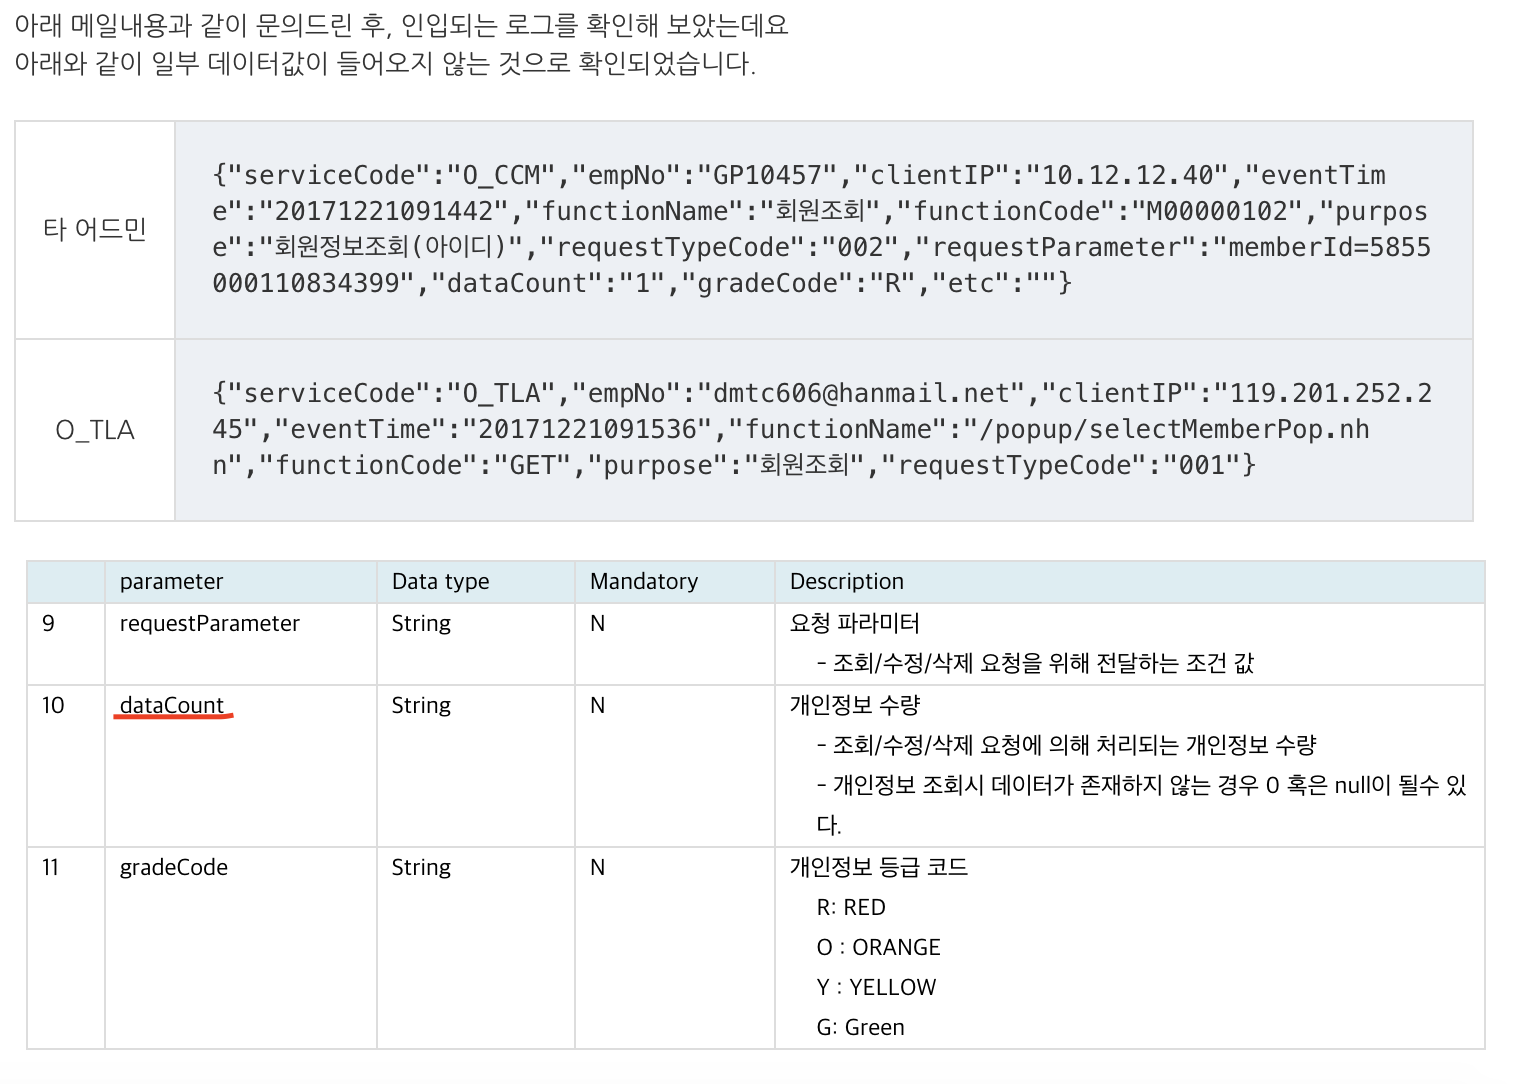 아래 메일내용과 같이 문의드린 후, 인입되는 로그를 확인해 보았는데요
아래와 같이 일부 데이터값이 들어오지 않는 것으로 확인되었습니다.
타 어드민
{"serviceCode":"O_CCM","empNo":"GP10457","clientIP":"10.12.12.40","eventTim
e":"20171221091442","functionName":"회원조회","functionCode":"M00000102","purpos
e":"회원정보조회(아이디)","requestTypeCode":"002","requestParameter":"memberId=5855
000110834399","dataCount":"1","gradeCode":"R","etc":""}
O_TLA
{"serviceCode":"O_TLA","empNo":"dmtc606@hanmail.net","clientIP":"119.201.252.2
45","eventTime":"20171221091536","functionName":"/popup/selectMemberPop.nh
n","functionCode":"GET","purpose":"회원조회","requestTypeCode":"001"}
parameter Data type Mandatory Description
9 requestParameter String N 요청 파라미터
- 조회/수정/삭제 요청을 위해 전달하는 조건 값
10 dataCount String N 개인정보 수량
- 조회/수정/삭제 요청에 의해 처리되는 개인정보 수량
- 개인정보 조회시 데이터가 존재하지 않는 경우 0 혹은 null이 될수 있
다.
11 gradeCode String N 개인정보 등급 코드
R: RED
O : ORANGE
Y : YELLOW
G: Green